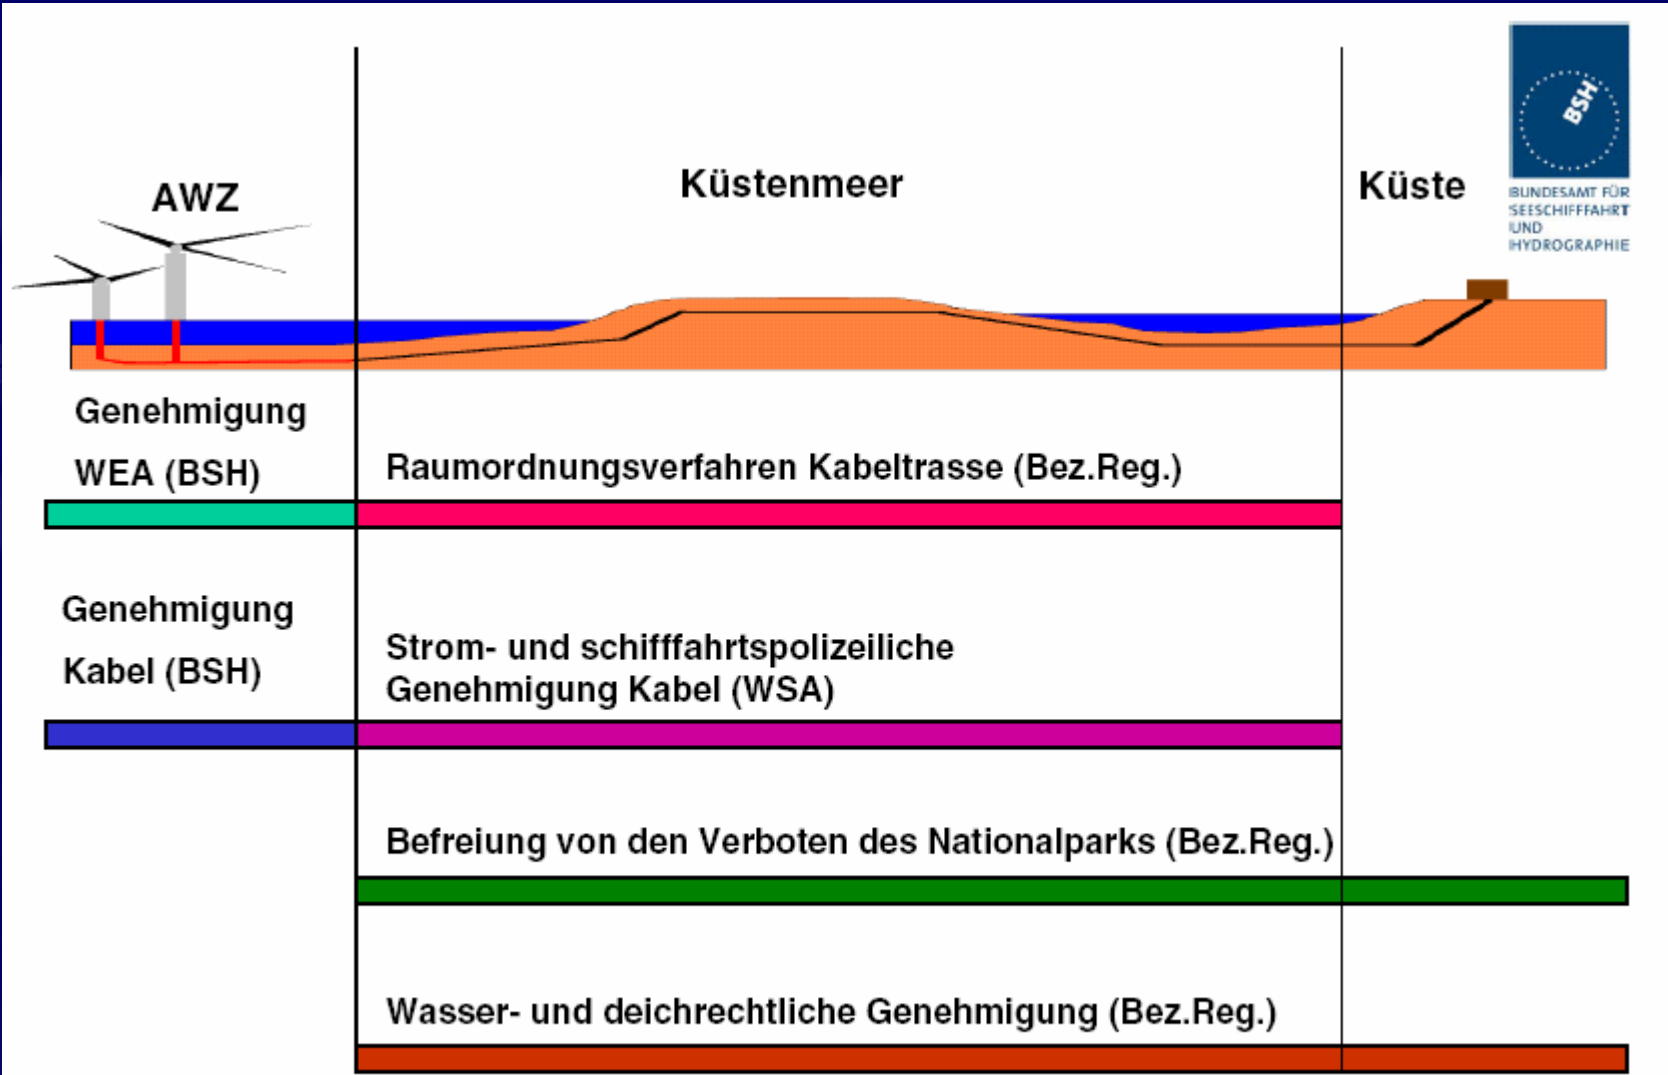 AWZ
Küstenmeer
Küste
BSH
BUNDESAMT FÜR
SEESCHIFFFAHRT
UND
HYDROGRAPHIE
Genehmigung
WEA (BSH)
Raumordnungsverfahren Kabeltrasse (Bez.Reg.)
Genehmigung
Kabel (BSH)
Strom- und schifffahrtspolizeiliche
Genehmigung Kabel (WSA)
Befreiung von den Verboten des Nationalparks (Bez.Reg.)
Wasser- und deichrechtliche Genehmigung (Bez.Reg.)